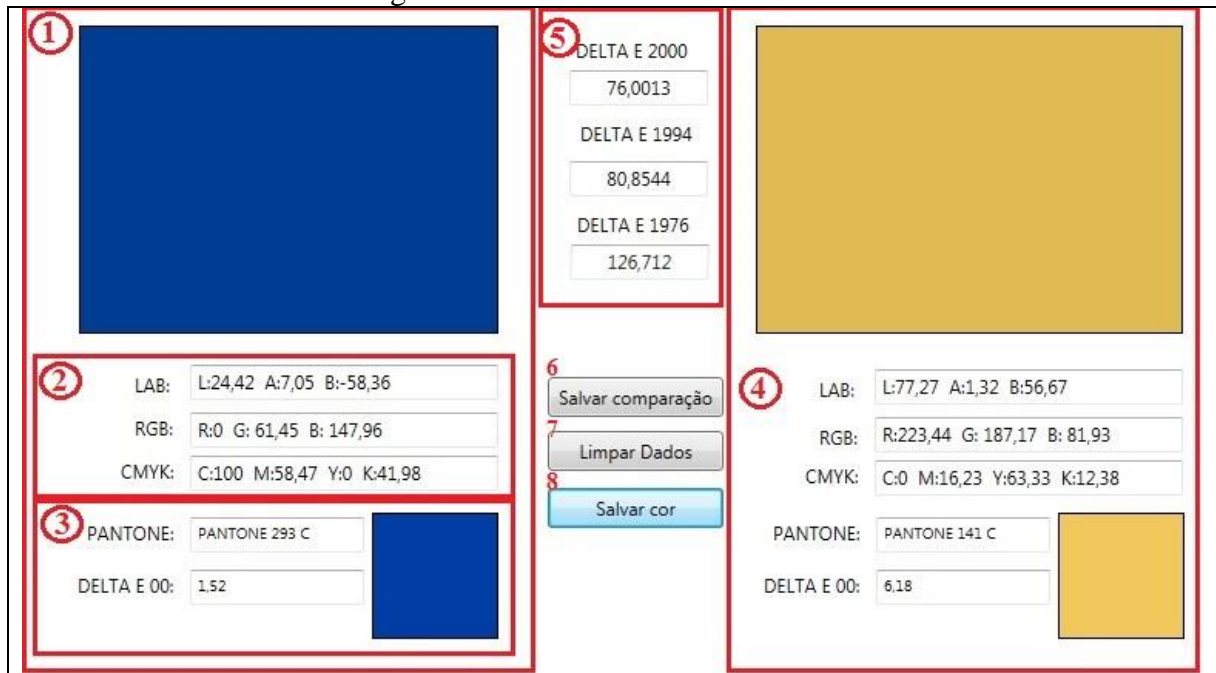 1
2
LAB: L:24,42 A:7,05 B:-58,36
RGB: R:0 G: 61,45 B: 147,96
CMYK: C:100 M:58,47 Y:0 K:41,98
3
PANTONE: PANTONE 293 C
DELTA E 00: 1,52
5
DELTA E 2000
76,0013
DELTA E 1994
80,8544
DELTA E 1976
126,712
6
Salvar comparação
7
Limpar Dados
8
Salvar cor
4
LAB: L:77,27 A:1,32 B:56,67
RGB: R:223,44 G: 187,17 B: 81,93
CMYK: C:0 M:16,23 Y:63,33 K:12,38
PANTONE: PANTONE 141 C
DELTA E 00: 6,18